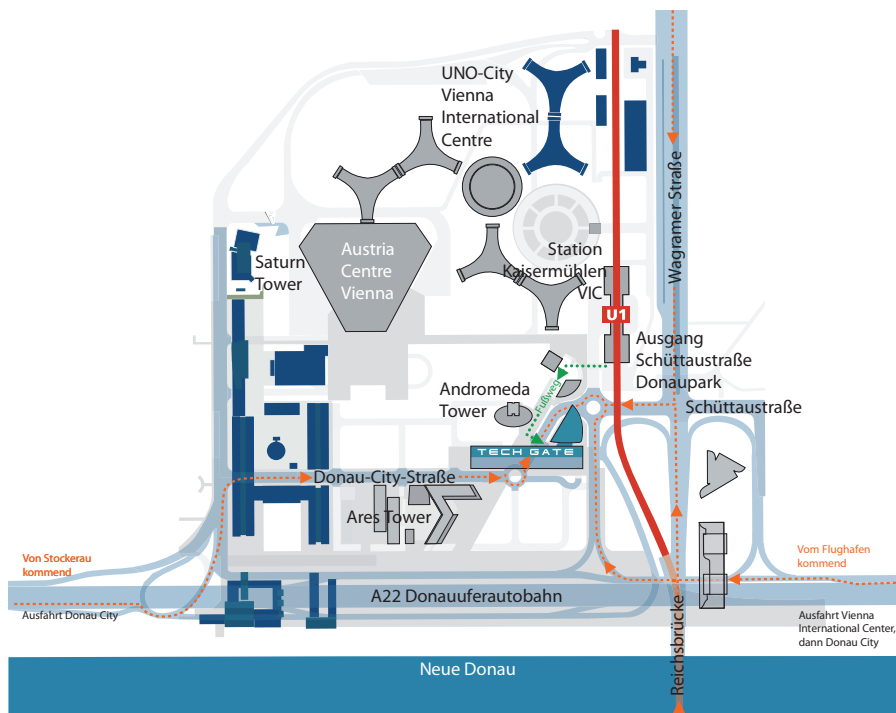 UNO-City
Vienna
International
Centre
Wagramer Straße
Saturn
Tower
Austria
Centre
Vienna
Station
Kaisermühlen
VIC
U1
Ausgang
Schüttaustraße
Donaupark
Andromeda
Tower
Fußweg
Schüttaustraße
TECH GATE
Donau-City-Straße
Ares Tower
Von Stockerau
kommend
Vom Flughafen
kommend
A22 Donauuferautobahn
Ausfahrt Donau City
Ausfahrt Vienna
International Center,
dann Donau City
Reichsbrücke
Neue Donau